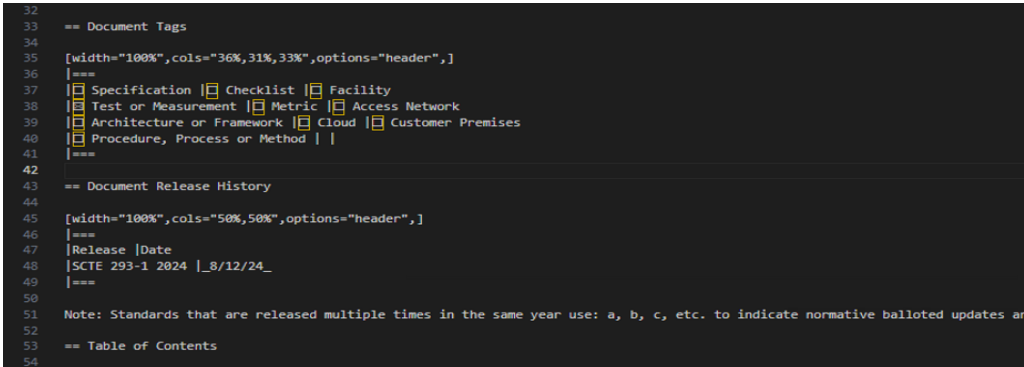 32
33 == Document Tags
34
35 [width="100%",cols="36%,31%,33%",options="header",]
36 |===
37 |☐ Specification |☐ Checklist |☐ Facility
38 |☒ Test or Measurement |☐ Metric |☐ Access Network
39 |☐ Architecture or Framework |☐ Cloud |☐ Customer Premises
40 |☐ Procedure, Process or Method | |
41 |===
42
43 == Document Release History
44
45 [width="100%",cols="50%,50%",options="header",]
46 |===
47 |Release |Date
48 |SCTE 293-1 2024 |_8/12/24_
49 |===
50
51 Note: Standards that are released multiple times in the same year use: a, b, c, etc. to indicate normative balloted updates an
52
53 == Table of Contents
54